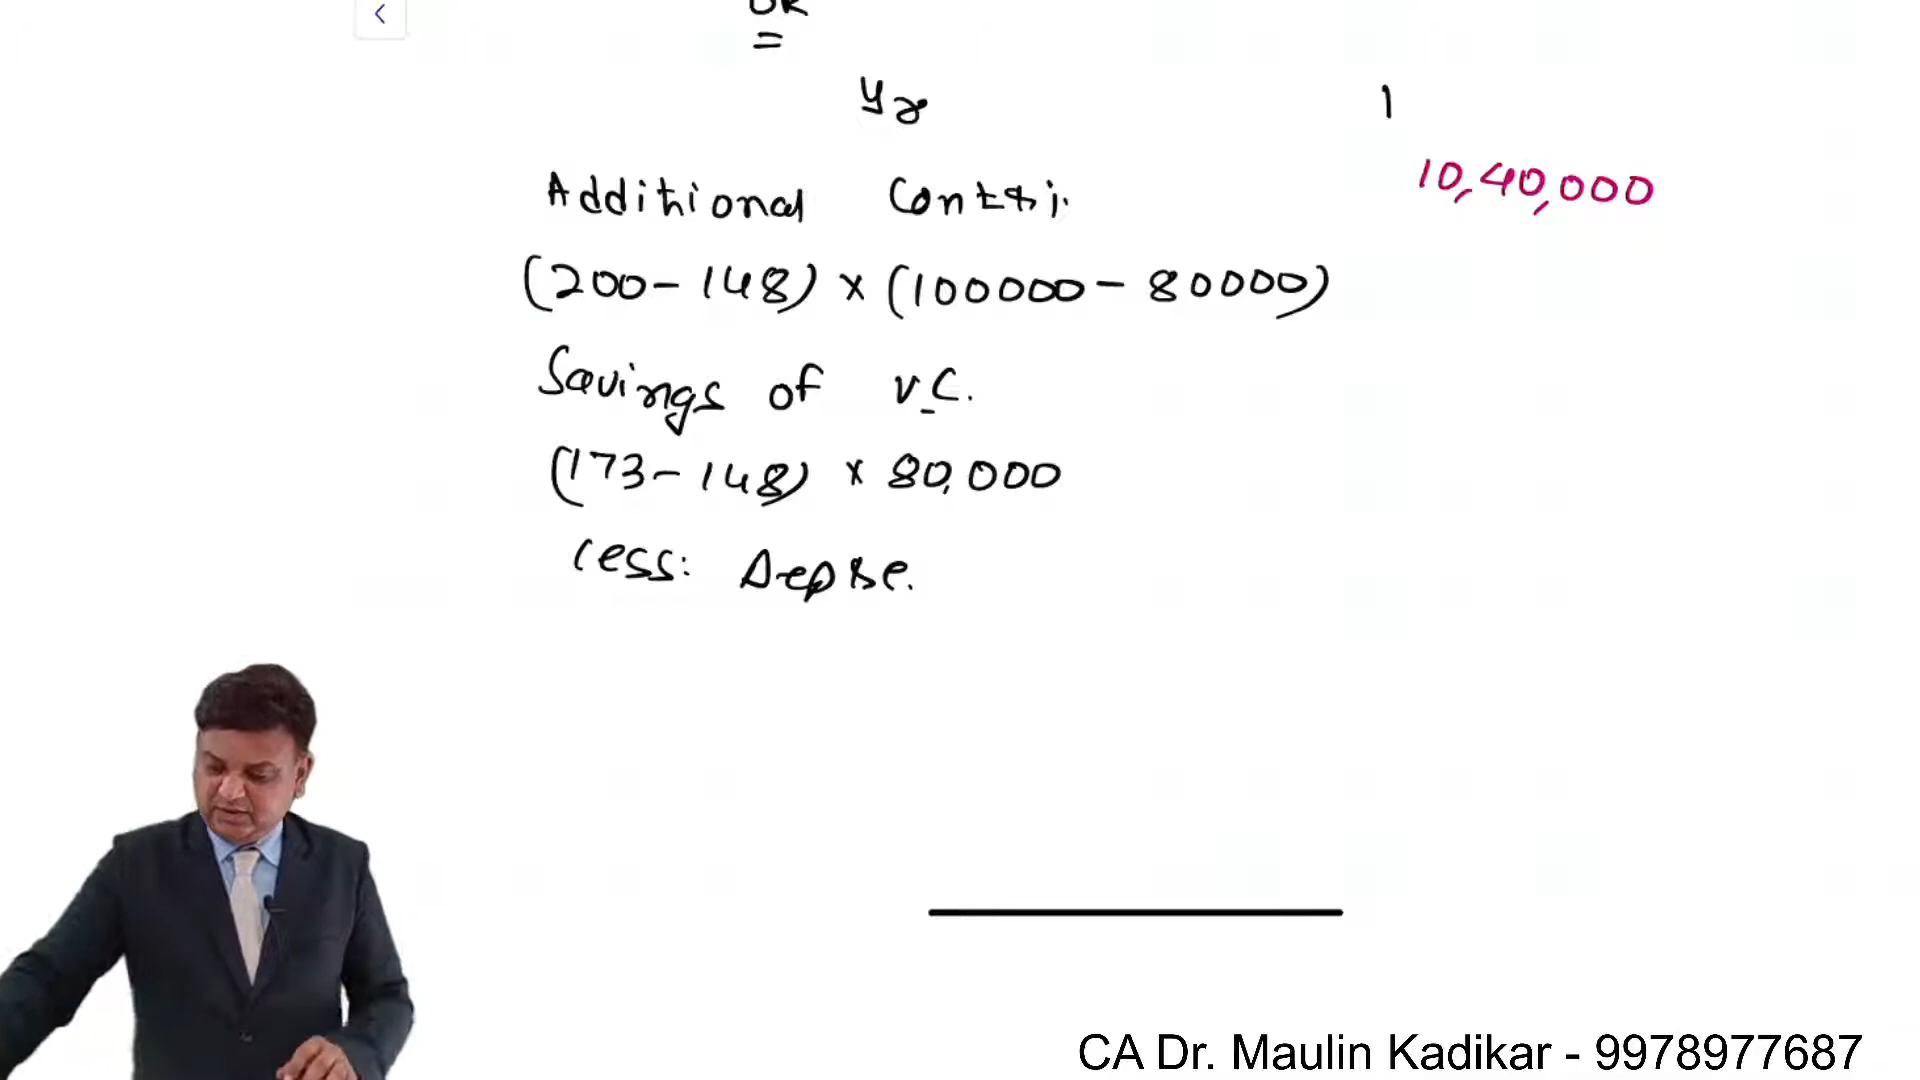 OR
=
Yr 1
Additional Contri. 10,40,000
(200-148) x (100000-80000)
Savings of V.C.
(173-148) x 80,000
Less: Depre.
CA Dr. Maulin Kadikar - 9978977687